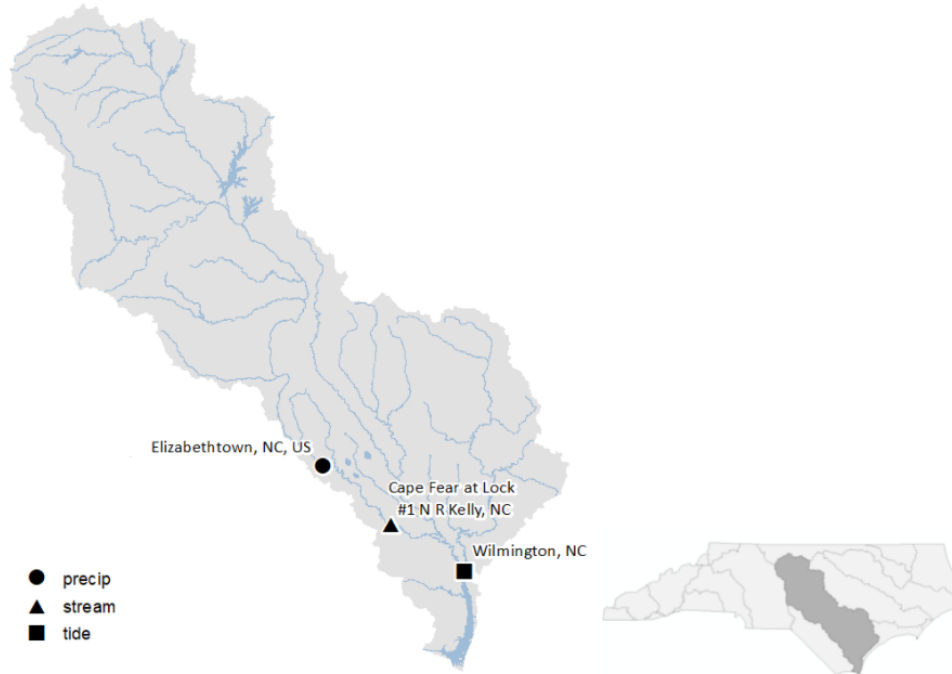 Elizabethtown, NC, US
Cape Fear at Lock
#1 N R Kelly, NC
Wilmington, NC
precip
stream
tide